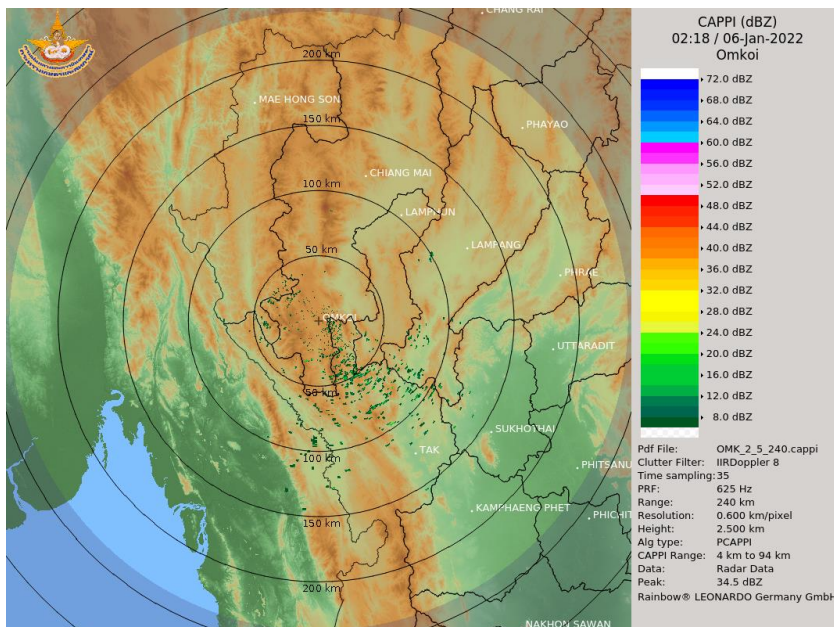 CHANG RAI
200 km
MAE HONG SON
150 km
PHAYAO
CHIANG MAI
100 km
LAMPHUN
LAMPANG
50 km
PHRAE
OMKOI
UTTARADIT
50 km
SUKHOTHAI
TAK
100 km
PHITSANU
KAMPHAENG PHET
PHICHIT
150 km
200 km
NAKHON SAWAN
CAPPI (dBZ)
02:18 / 06-Jan-2022
Omkoi
72.0 dBZ
68.0 dBZ
64.0 dBZ
60.0 dBZ
56.0 dBZ
52.0 dBZ
48.0 dBZ
44.0 dBZ
40.0 dBZ
36.0 dBZ
32.0 dBZ
28.0 dBZ
24.0 dBZ
20.0 dBZ
16.0 dBZ
12.0 dBZ
8.0 dBZ
Pdf File: OMK_2_5_240.cappi
Clutter Filter: IIRDoppler 8
Time sampling:35
PRF: 625 Hz
Range: 240 km
Resolution: 0.600 km/pixel
Height: 2.500 km
Alg type: PCAPPI
CAPPI Range: 4 km to 94 km
Data: Radar Data
Peak: 34.5 dBZ
Rainbow® LEONARDO Germany GmbH